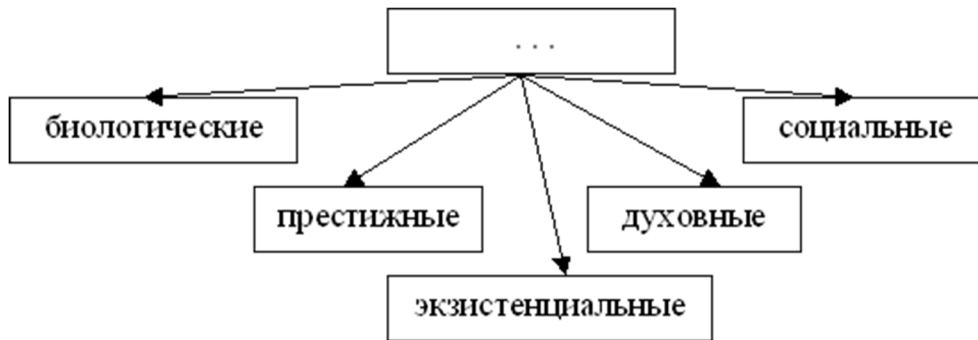 . . .
биологические
социальные
престижные
духовные
экзистенциальные